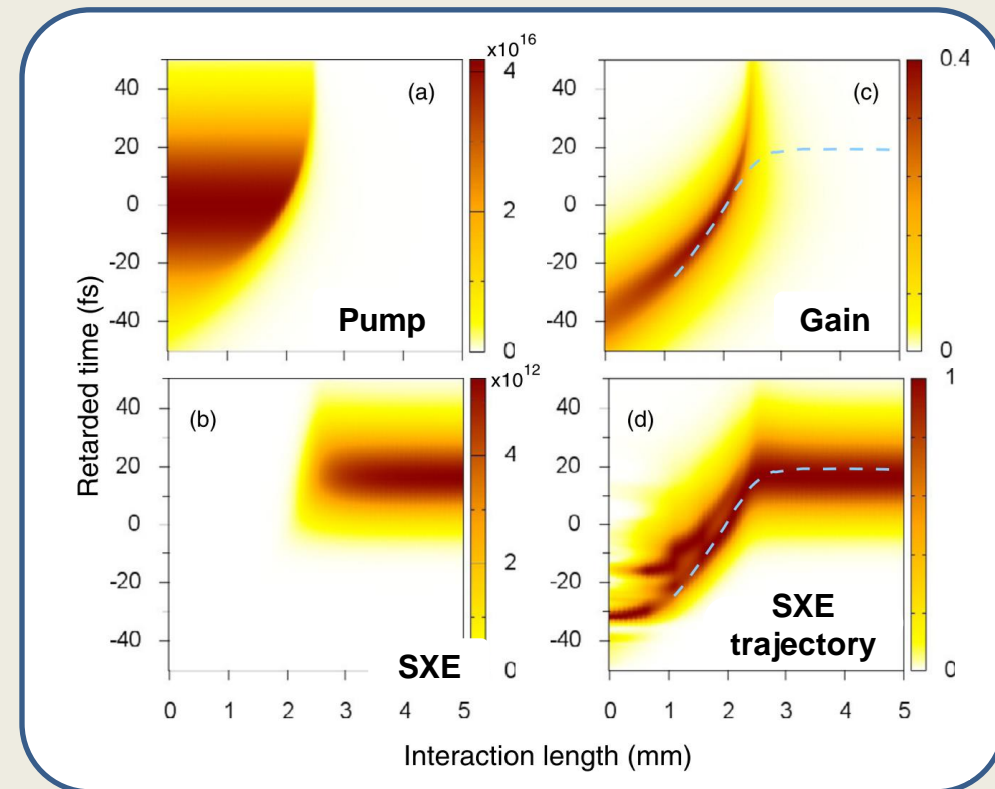 x10^16
(a)
40
20
0
-20
-40
4
2
0
Pump
(c)
40
20
0
-20
-40
0.4
0
Gain
Retarded time (fs)
x10^12
(b)
40
20
0
-20
-40
4
2
0
SXE
0 1 2 3 4 5
(d)
40
20
0
-20
-40
1
0
SXE
trajectory
0 1 2 3 4 5
Interaction length (mm)